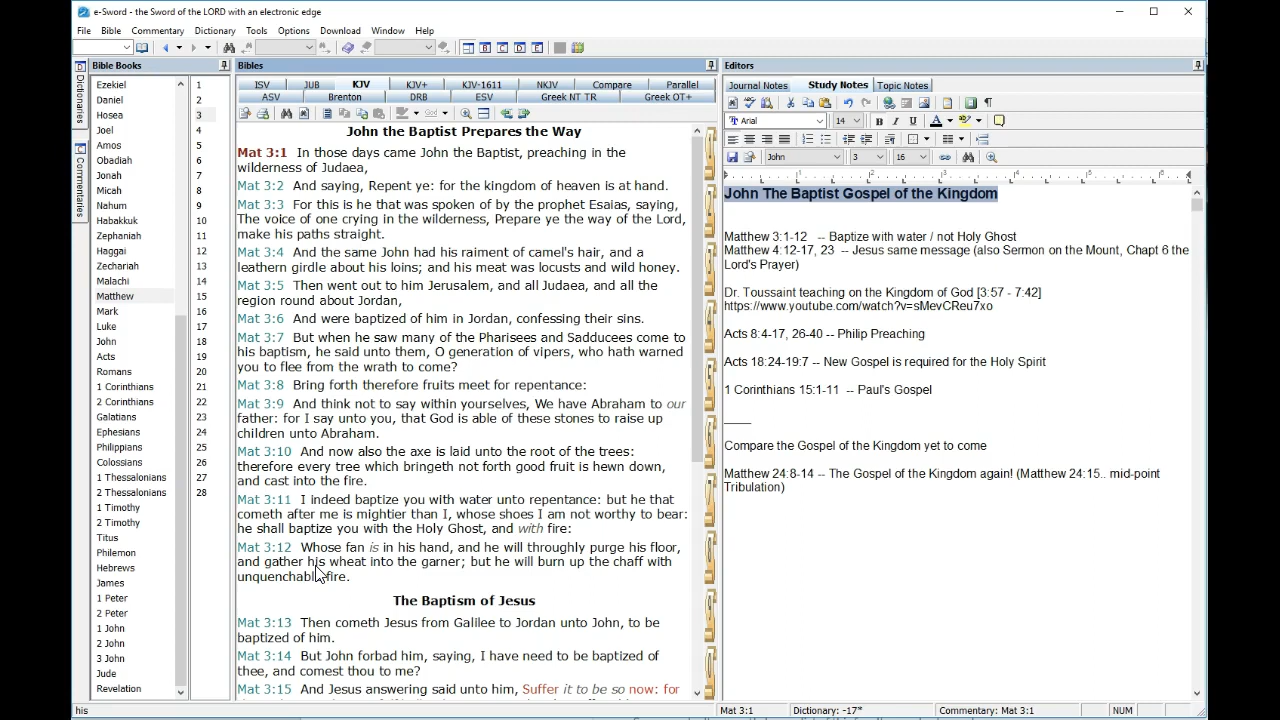 e-Sword - the Sword of the LORD with an electronic edge
File Bible Commentary Dictionary Tools Options Download Window Help
B C D E
Bible Books
Bibles
Editors
D Dictionaries
C Commentaries
Ezekiel
Daniel
Hosea
Joel
Amos
Obadiah
Jonah
Micah
Nahum
Habakkuk
Zephaniah
Haggai
Zechariah
Malachi
Matthew
Mark
Luke
John
Acts
Romans
1 Corinthians
2 Corinthians
Galatians
Ephesians
Philippians
Colossians
1 Thessalonians
2 Thessalonians
1 Timothy
2 Timothy
Titus
Philemon
Hebrews
James
1 Peter
2 Peter
1 John
2 John
3 John
Jude
Revelation
1
2
3
4
5
6
7
8
9
10
11
12
13
14
15
16
17
18
19
20
21
22
23
24
25
26
27
28
ISV JUB KJV KJV+ KJV-1611 NKJV Compare Parallel
ASV Brenton DRB ESV Greek NT TR Greek OT+
John the Baptist Prepares the Way
Mat 3:1 In those days came John the Baptist, preaching in the
wilderness of Judaea,
Mat 3:2 And saying, Repent ye: for the kingdom of heaven is at hand.
Mat 3:3 For this is he that was spoken of by the prophet Esaias, saying,
The voice of one crying in the wilderness, Prepare ye the way of the Lord,
make his paths straight.
Mat 3:4 And the same John had his raiment of camel's hair, and a
leathern girdle about his loins; and his meat was locusts and wild honey.
Mat 3:5 Then went out to him Jerusalem, and all Judaea, and all the
region round about Jordan,
Mat 3:6 And were baptized of him in Jordan, confessing their sins.
Mat 3:7 But when he saw many of the Pharisees and Sadducees come to
his baptism, he said unto them, O generation of vipers, who hath warned
you to flee from the wrath to come?
Mat 3:8 Bring forth therefore fruits meet for repentance:
Mat 3:9 And think not to say within yourselves, We have Abraham to our
father: for I say unto you, that God is able of these stones to raise up
children unto Abraham.
Mat 3:10 And now also the axe is laid unto the root of the trees:
therefore every tree which bringeth not forth good fruit is hewn down,
and cast into the fire.
Mat 3:11 I indeed baptize you with water unto repentance: but he that
cometh after me is mightier than I, whose shoes I am not worthy to bear:
he shall baptize you with the Holy Ghost, and with fire:
Mat 3:12 Whose fan is in his hand, and he will throughly purge his floor,
and gather his wheat into the garner; but he will burn up the chaff with
unquenchable fire.
The Baptism of Jesus
Mat 3:13 Then cometh Jesus from Galilee to Jordan unto John, to be
baptized of him.
Mat 3:14 But John forbad him, saying, I have need to be baptized of
thee, and comest thou to me?
Mat 3:15 And Jesus answering said unto him, Suffer it to be so now: for
Journal Notes Study Notes Topic Notes
Arial 14 B I U A ab
John 3 16
1 2 3 4 5 6
John The Baptist Gospel of the Kingdom
Matthew 3:1-12 -- Baptize with water / not Holy Ghost
Matthew 4:12-17, 23 -- Jesus same message (also Sermon on the Mount, Chapt 6 the
Lord's Prayer)
Dr. Toussaint teaching on the Kingdom of God [3:57 - 7:42]
https://www.youtube.com/watch?v=sMevCReu7xo
Acts 8:4-17, 26-40 -- Philip Preaching
Acts 18:24-19:7 -- New Gospel is required for the Holy Spirit
1 Corinthians 15:1-11 -- Paul's Gospel
____
Compare the Gospel of the Kingdom yet to come
Matthew 24:8-14 -- The Gospel of the Kingdom again! (Matthew 24:15.. mid-point
Tribulation)
his Mat 3:1 Dictionary: -17* Commentary: Mat 3:1 NUM